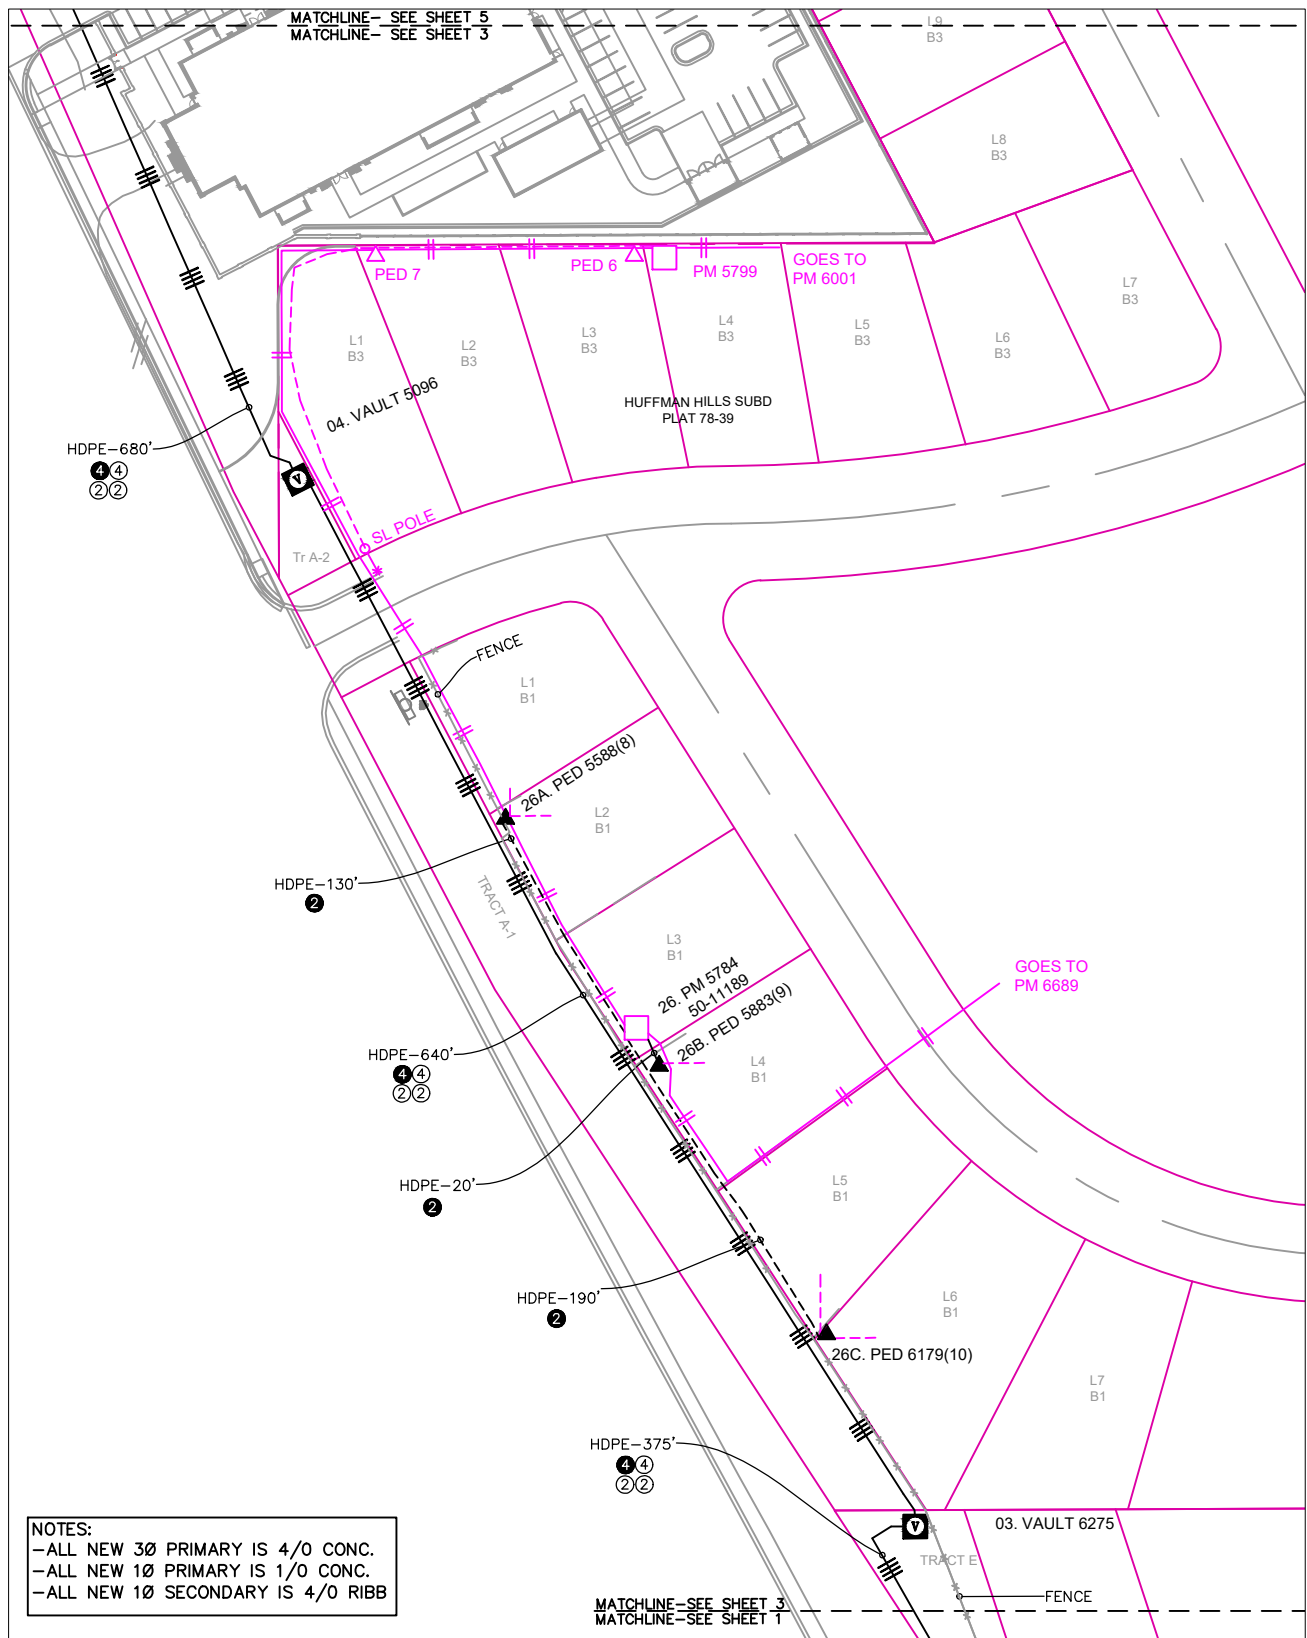 MATCHLINE- SEE SHEET 5
MATCHLINE- SEE SHEET 3
L9
B3
L8
B3
L7
B3
PED 7
PED 6
PM 5799
GOES TO
PM 6001
L1
B3
L2
B3
L3
B3
L4
B3
L5
B3
L6
B3
04. VAULT 5096
HUFFMAN HILLS SUBD
PLAT 78-39
HDPE-680'
4 4
2 2
V
SL POLE
Tr A-2
FENCE
L1
B1
26A. PED 5588(8)
L2
B1
HDPE-130'
2
TRACT A-1
L3
B1
26. PM 5784
50-11189
26B. PED 5883(9)
GOES TO
PM 6689
HDPE-640'
4 4
2 2
L4
B1
HDPE-20'
2
L5
B1
HDPE-190'
2
L6
B1
26C. PED 6179(10)
L7
B1
HDPE-375'
4 4
2 2
V
03. VAULT 6275
TRACT E
FENCE
NOTES:
-ALL NEW 3Ø PRIMARY IS 4/0 CONC.
-ALL NEW 1Ø PRIMARY IS 1/0 CONC.
-ALL NEW 1Ø SECONDARY IS 4/0 RIBB
MATCHLINE-SEE SHEET 3
MATCHLINE-SEE SHEET 1